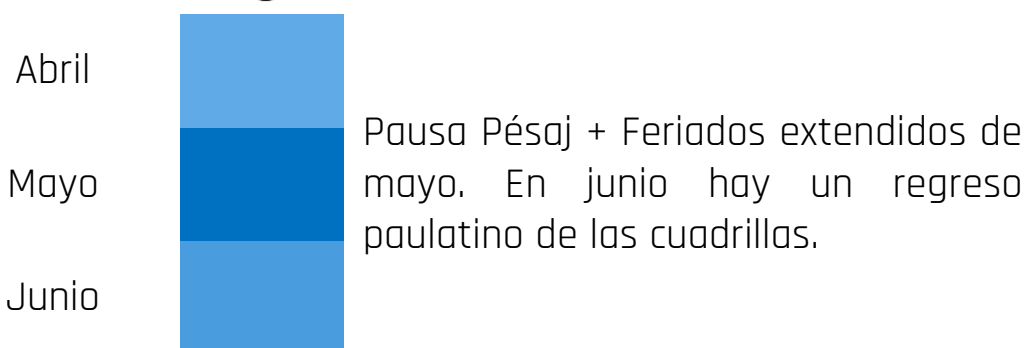 Abril
Pausa Pésaj + Feriados extendidos de
mayo. En junio hay un regreso
paulatino de las cuadrillas.
Mayo
Junio